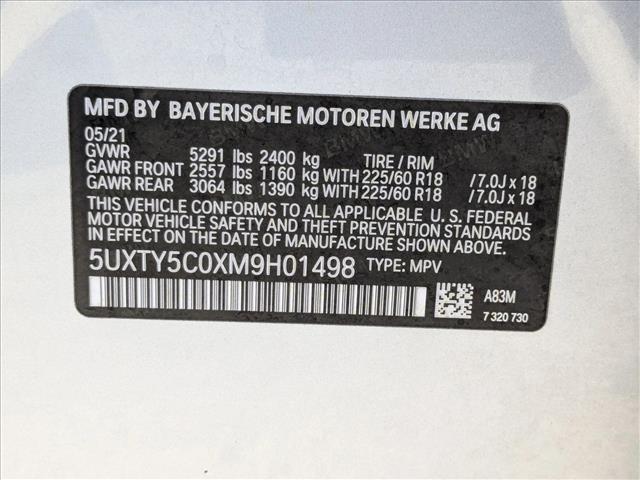 MFD BY BAYERISCHE MOTOREN WERKE AG
05/21
GVWR 5291 lbs 2400 kg TIRE / RIM
GAWR FRONT 2557 lbs 1160 kg WITH 225/60 R18 / 7.0J x 18
GAWR REAR 3064 lbs 1390 kg WITH 225/60 R18 / 7.0J x 18
THIS VEHICLE CONFORMS TO ALL APPLICABLE U. S. FEDERAL
MOTOR VEHICLE SAFETY AND THEFT PREVENTION STANDARDS
IN EFFECT ON THE DATE OF MANUFACTURE SHOWN ABOVE.
5UXTY5C0XM9H01498 TYPE: MPV
A83M
7 320 730